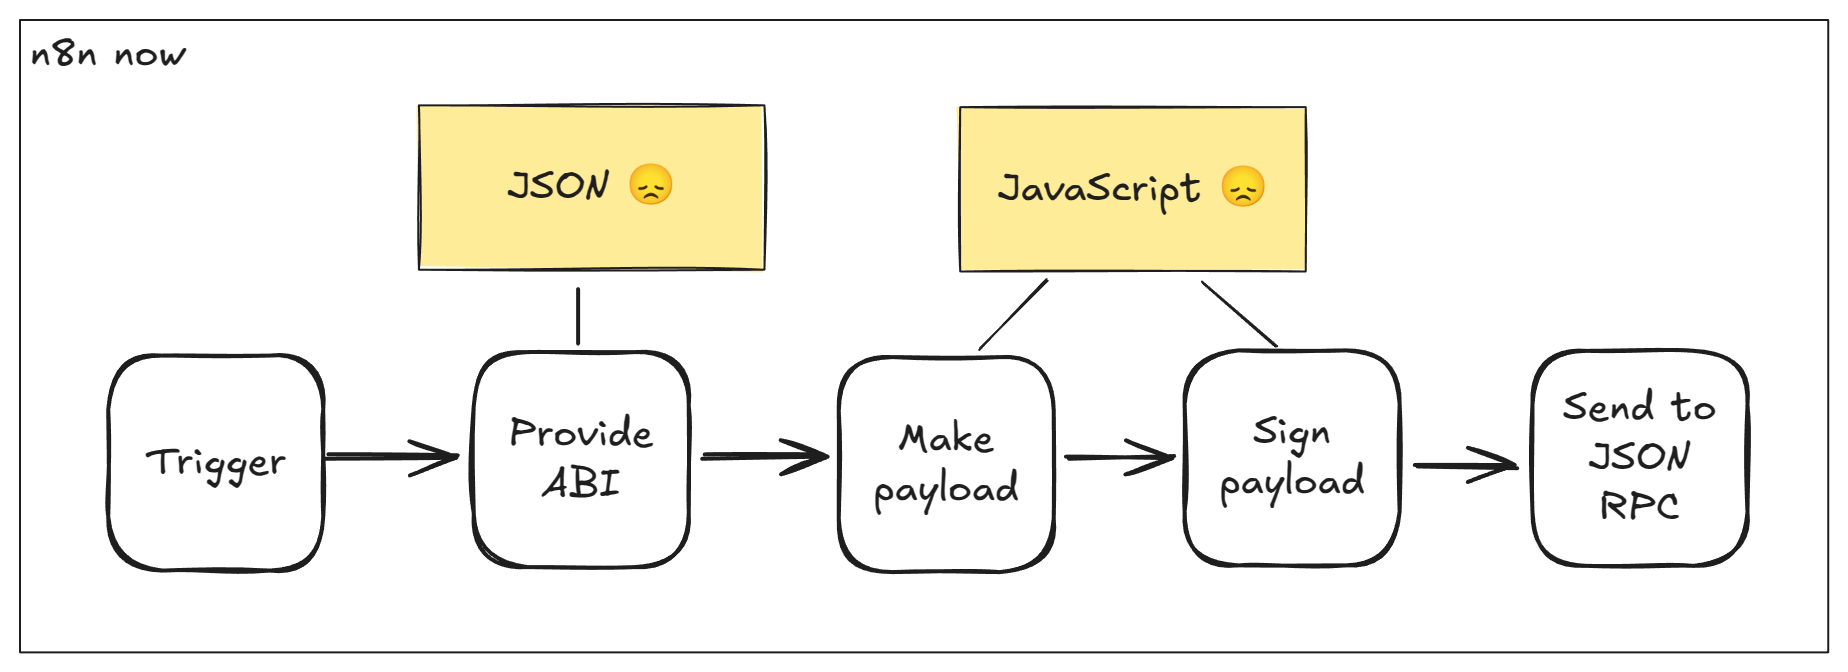 n8n now
JSON 😞
JavaScript 😞
Trigger
Provide
ABI
Make
payload
Sign
payload
Send to
JSON
RPC